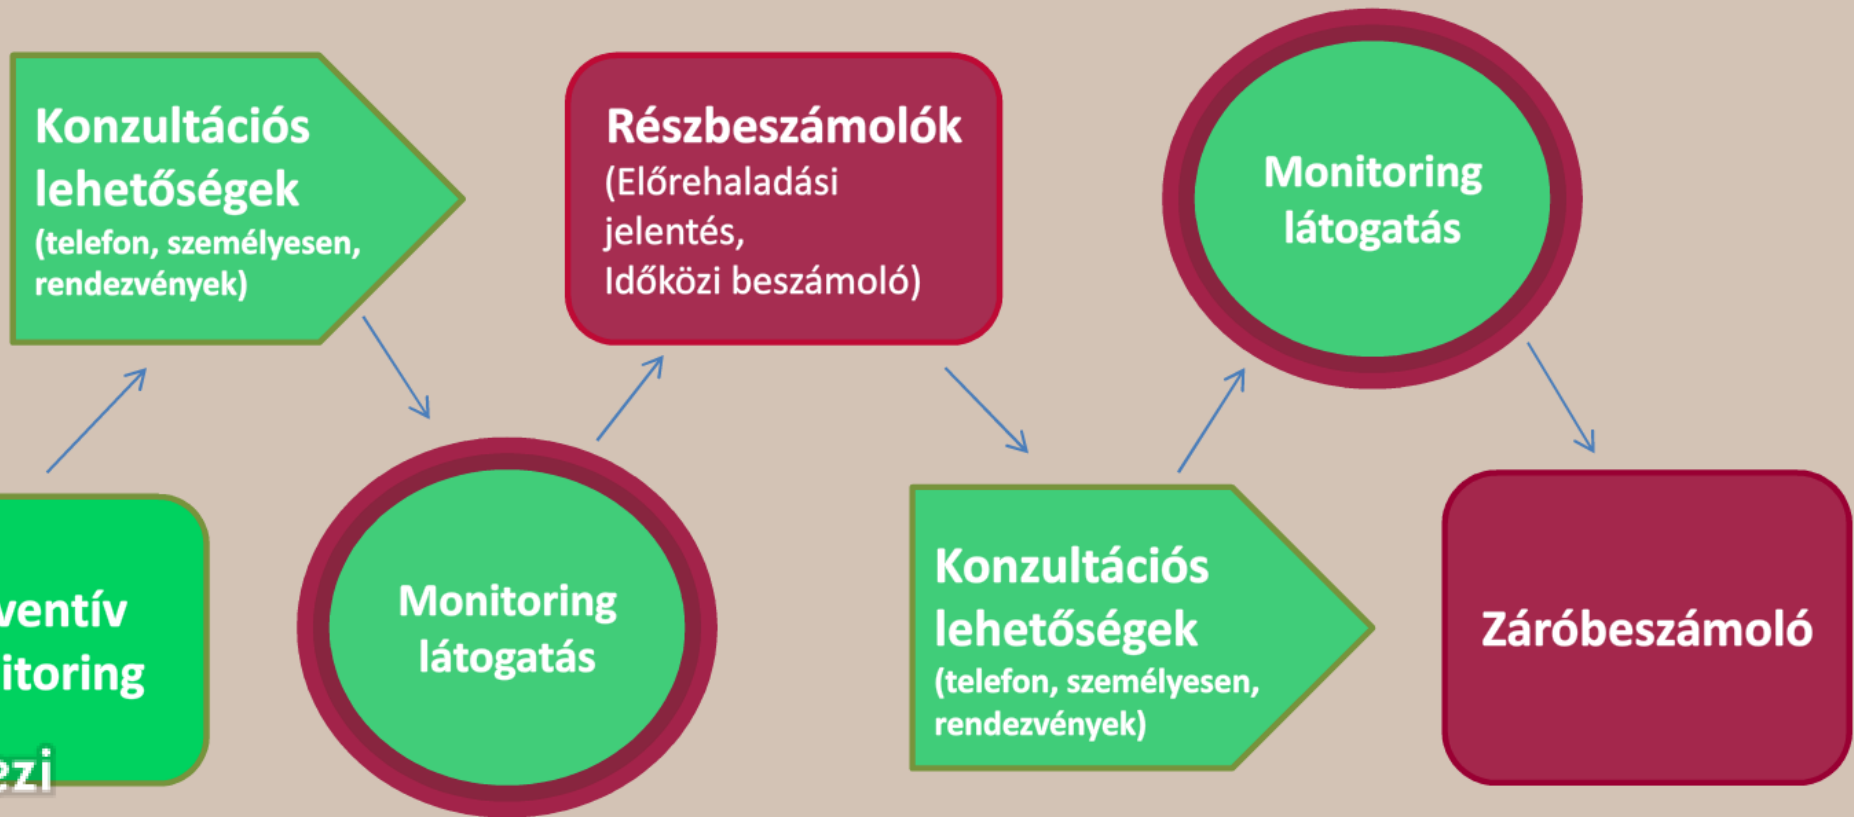 Konzultációs
lehetőségek
(telefon, személyesen,
rendezvények)
Részbeszámolók
(Előrehaladási
jelentés,
Időközi beszámoló)
Monitoring
látogatás
Monitoring
látogatás
Konzultációs
lehetőségek
(telefon, személyesen,
rendezvények)
Záróbeszámoló
ventív
itoring
ezi